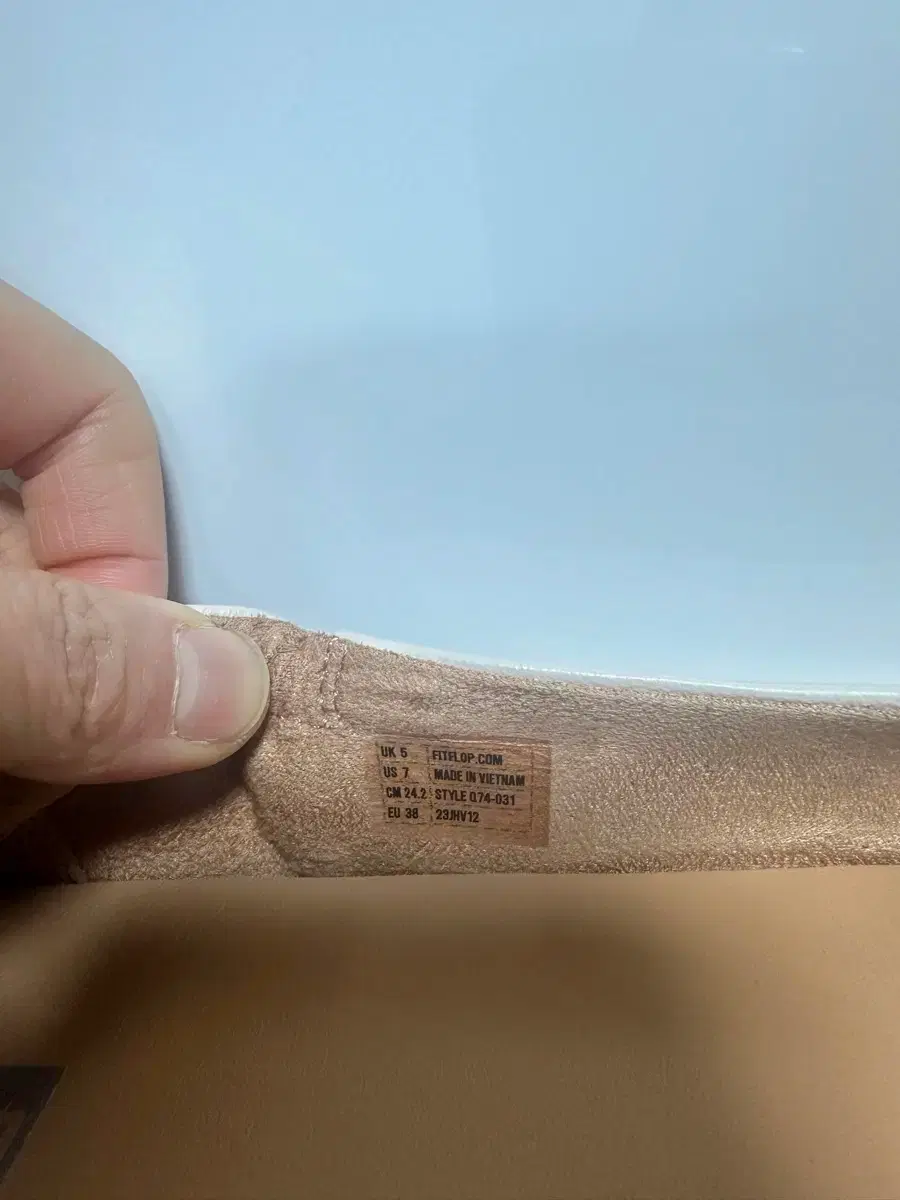 UK 5 FITFLOP.COM
US 7 MADE IN VIETNAM
CM 24.2 STYLE Q74-031
EU 38 23JHV12